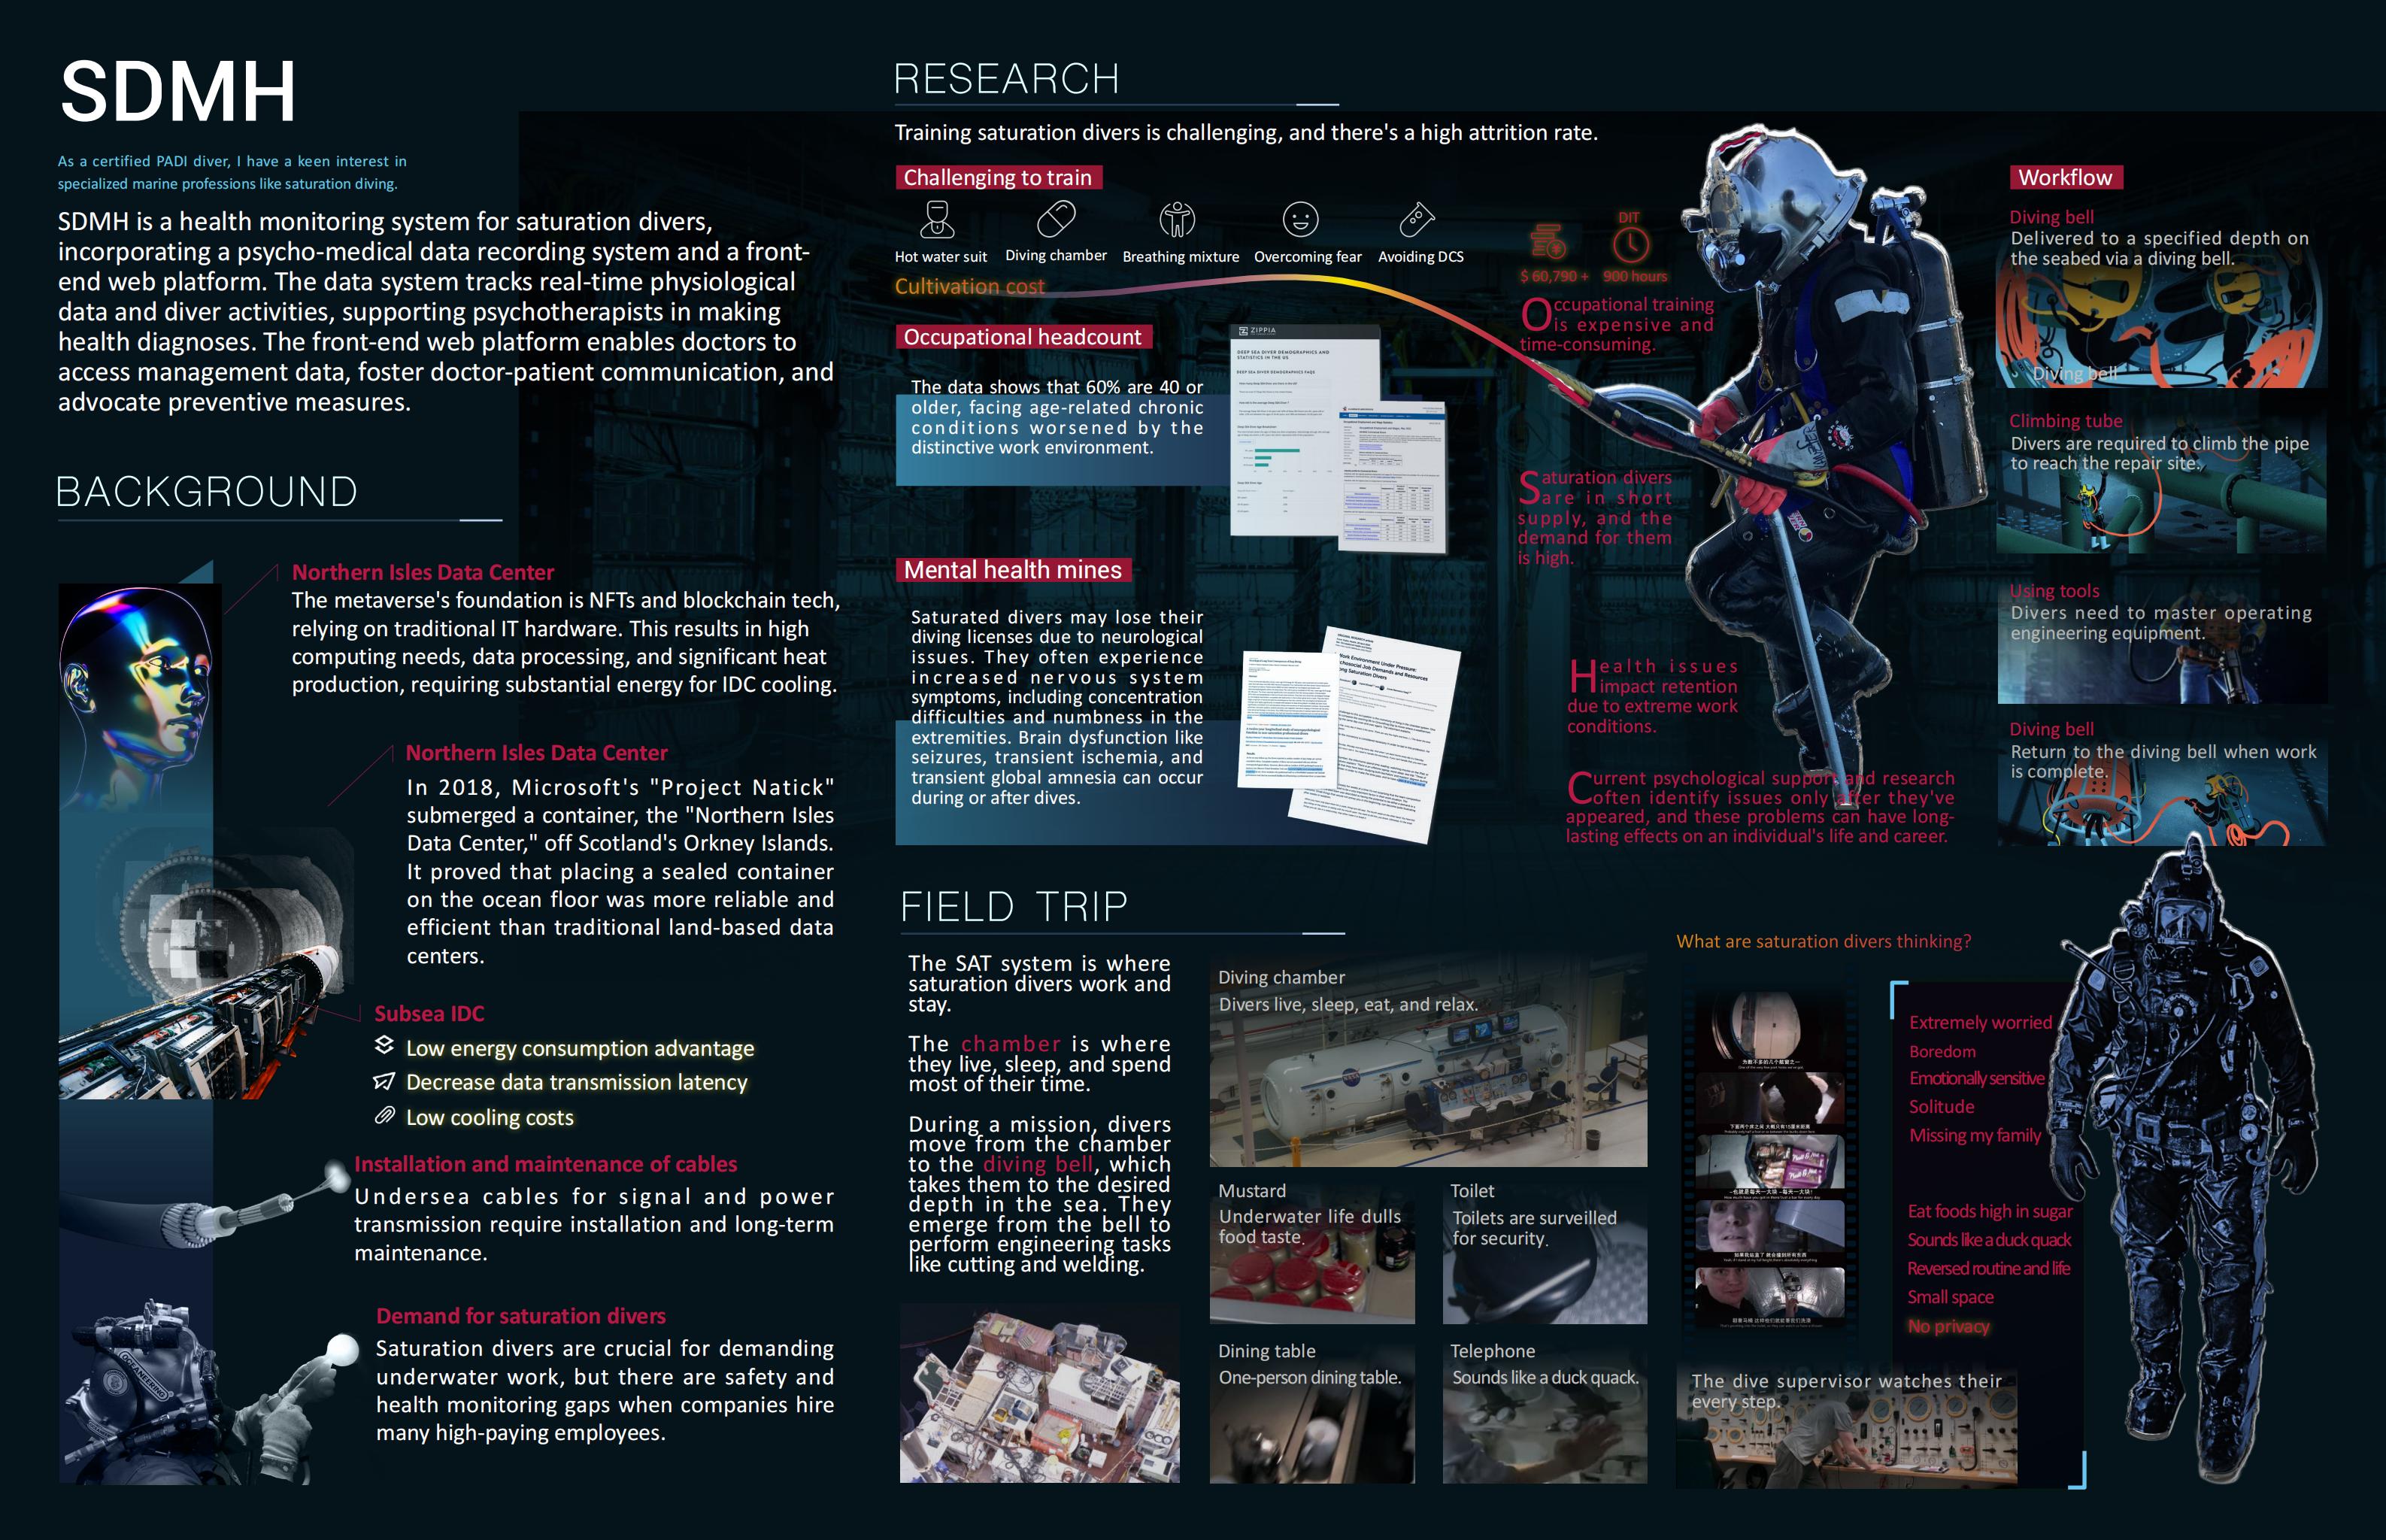 SDMH
As a certified PADI diver, I have a keen interest in
specialized marine professions like saturation diving.
SDMH is a health monitoring system for saturation divers,
incorporating a psycho-medical data recording system and a front-
end web platform. The data system tracks real-time physiological
data and diver activities, supporting psychotherapists in making
health diagnoses. The front-end web platform enables doctors to
access management data, foster doctor-patient communication, and
advocate preventive measures.
BACKGROUND
Northern Isles Data Center
The metaverse's foundation is NFTs and blockchain tech,
relying on traditional IT hardware. This results in high
computing needs, data processing, and significant heat
production, requiring substantial energy for IDC cooling.
Northern Isles Data Center
In 2018, Microsoft's "Project Natick"
submerged a container, the "Northern Isles
Data Center," off Scotland's Orkney Islands.
It proved that placing a sealed container
on the ocean floor was more reliable and
efficient than traditional land-based data
centers.
Subsea IDC
Low energy consumption advantage
Decrease data transmission latency
Low cooling costs
Installation and maintenance of cables
Undersea cables for signal and power
transmission require installation and long-term
maintenance.
Demand for saturation divers
Saturation divers are crucial for demanding
underwater work, but there are safety and
health monitoring gaps when companies hire
many high-paying employees.
RESEARCH
Training saturation divers is challenging, and there's a high attrition rate.
Challenging to train
Hot water suit
Diving chamber
Breathing mixture
Overcoming fear
Avoiding DCS
Cultivation cost
DIT
$ 60,790 +
900 hours
Occupational training
is expensive and
time-consuming.
Occupational headcount
The data shows that 60% are 40 or
older, facing age-related chronic
conditions worsened by the
distinctive work environment.
ZIPPIA
DEEP SEA DIVER DEMOGRAPHICS AND
STATISTICS IN THE US
DEEP SEA DIVER DEMOGRAPHICS FAQS
Saturation divers
are in short
supply, and the
demand for them
is high.
Mental health mines
Saturated divers may lose their
diving licenses due to neurological
issues. They often experience
increased nervous system
symptoms, including concentration
difficulties and numbness in the
extremities. Brain dysfunction like
seizures, transient ischemia, and
transient global amnesia can occur
during or after dives.
Work Environment Under Pressure:
Psychosocial Job Demands and Resources
Among Saturation Divers
Health issues
impact retention
due to extreme work
conditions.
Current psychological support and research
often identify issues only after they've
appeared, and these problems can have long-
lasting effects on an individual's life and career.
Workflow
Diving bell
Delivered to a specified depth on
the seabed via a diving bell.
Diving bell
Climbing tube
Divers are required to climb the pipe
to reach the repair site.
Using tools
Divers need to master operating
engineering equipment.
Diving bell
Return to the diving bell when work
is complete.
FIELD TRIP
The SAT system is where
saturation divers work and
stay.
The chamber is where
they live, sleep, and spend
most of their time.
During a mission, divers
move from the chamber
to the diving bell, which
takes them to the desired
depth in the sea. They
emerge from the bell to
perform engineering tasks
like cutting and welding.
Diving chamber
Divers live, sleep, eat, and relax.
Mustard
Underwater life dulls
food taste.
Toilet
Toilets are surveilled
for security.
Dining table
One-person dining table.
Telephone
Sounds like a duck quack.
What are saturation divers thinking?
Extremely worried
Boredom
Emotionally sensitive
Solitude
Missing my family
Eat foods high in sugar
Sounds like a duck quack
Reversed routine and life
Small space
No privacy
The dive supervisor watches their
every step.